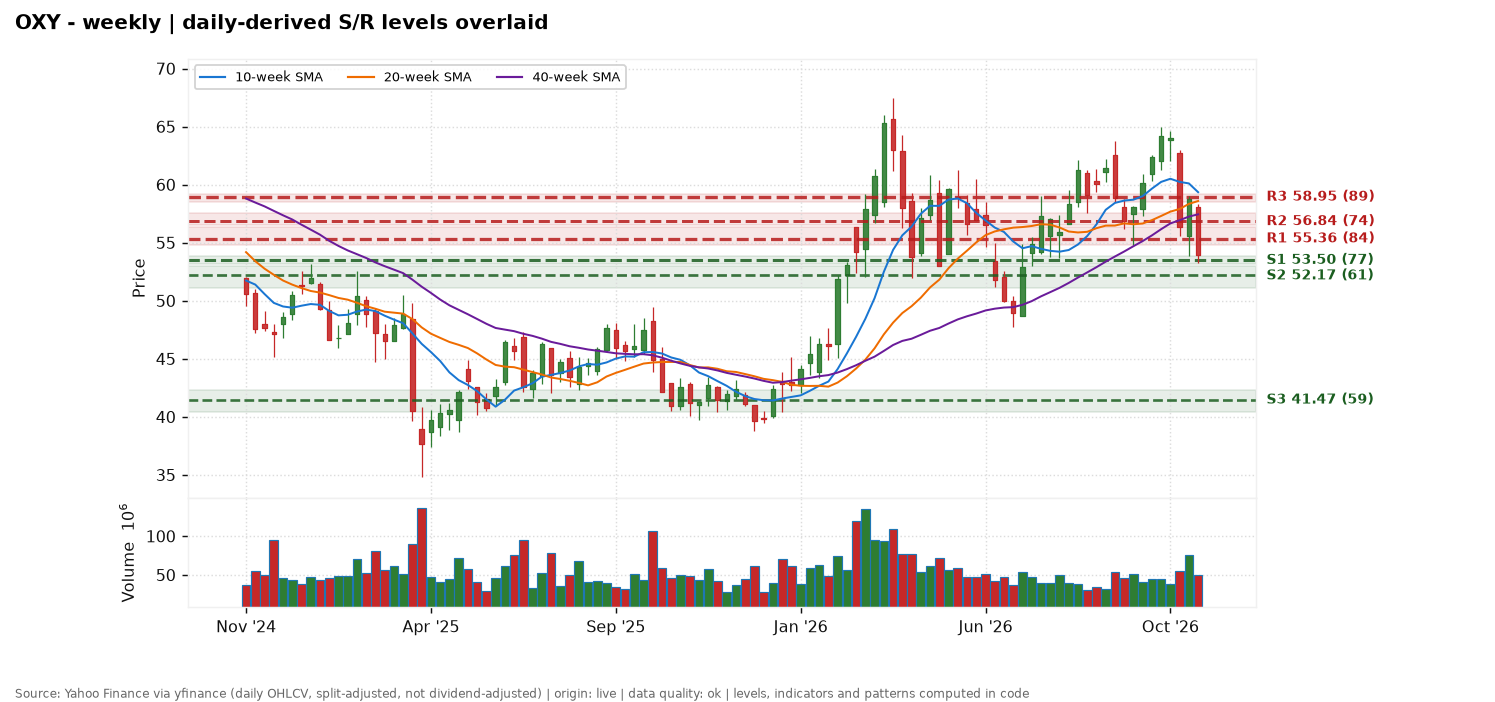 OXY - weekly | daily-derived S/R levels overlaid
10-week SMA 20-week SMA 40-week SMA
70
65
60
55
50
45
40
35
Price
R3 58.95 (89)
R2 56.84 (74)
R1 55.36 (84)
S1 53.50 (77)
S2 52.17 (61)
S3 41.47 (59)
100
50
Volume 10⁶
Nov '24 Apr '25 Sep '25 Jan '26 Jun '26 Oct '26
Source: Yahoo Finance via yfinance (daily OHLCV, split-adjusted, not dividend-adjusted) | origin: live | data quality: ok | levels, indicators and patterns computed in code